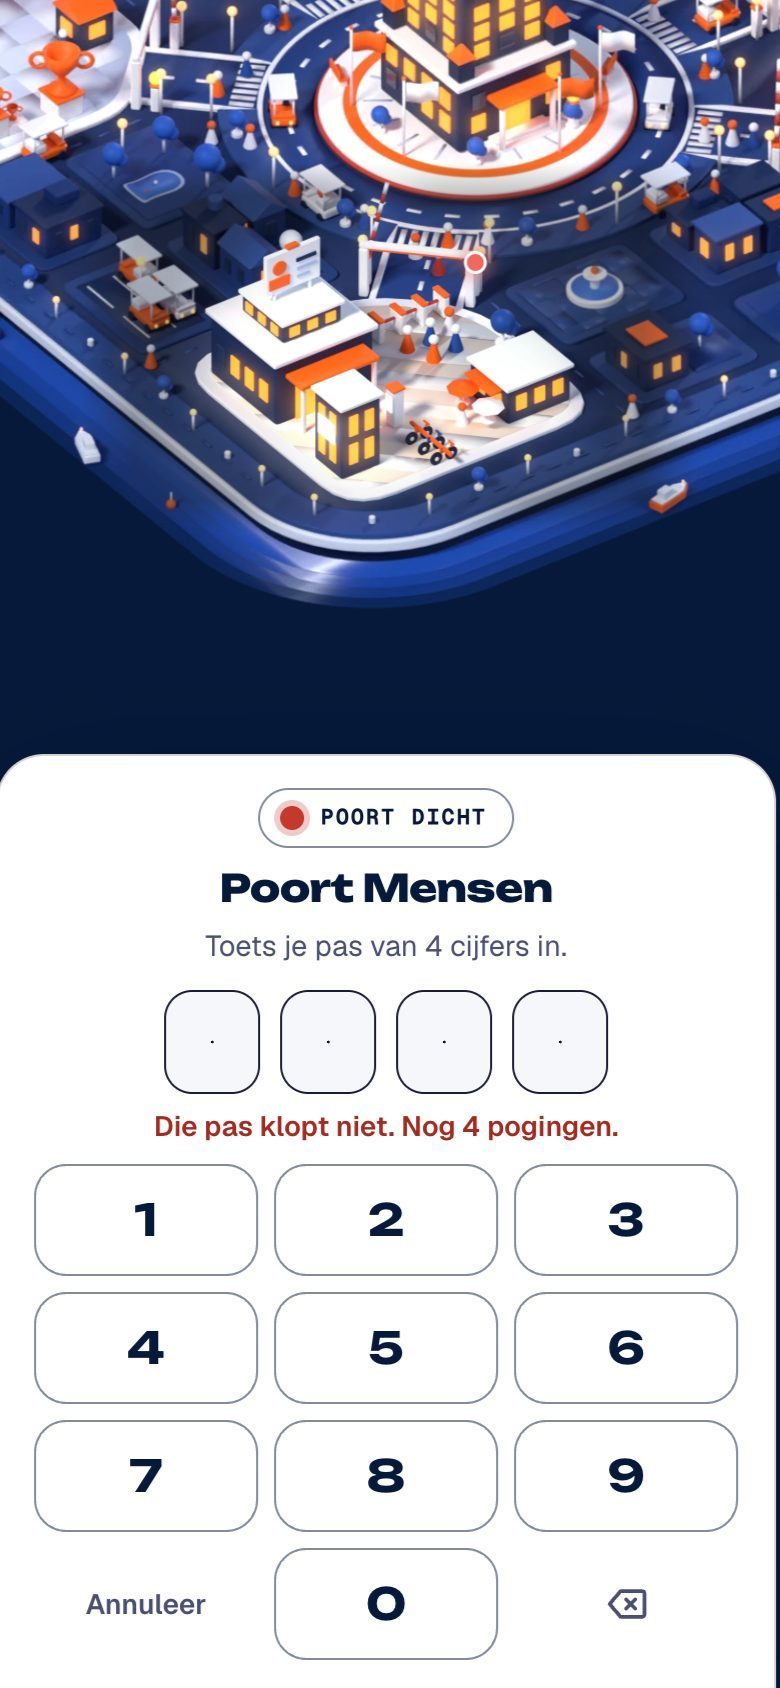 POORT DICHT
Poort Mensen
Toets je pas van 4 cijfers in.
Die pas klopt niet. Nog 4 pogingen.
1 2 3
4 5 6
7 8 9
Annuleer 0